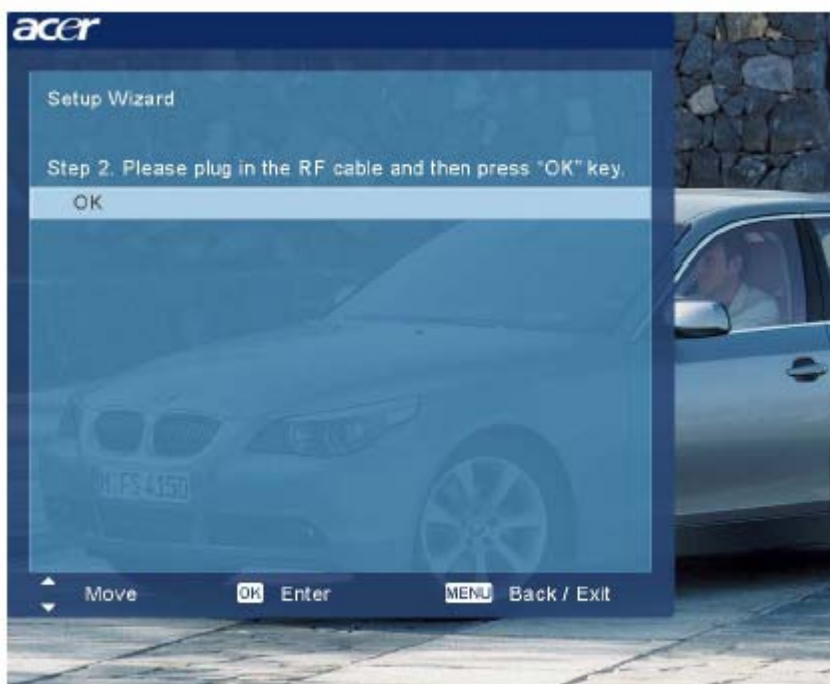 acer
Setup Wizard
Step 2. Please plug in the RF cable and then press "OK" key.
OK
Move OK Enter MENU Back / Exit